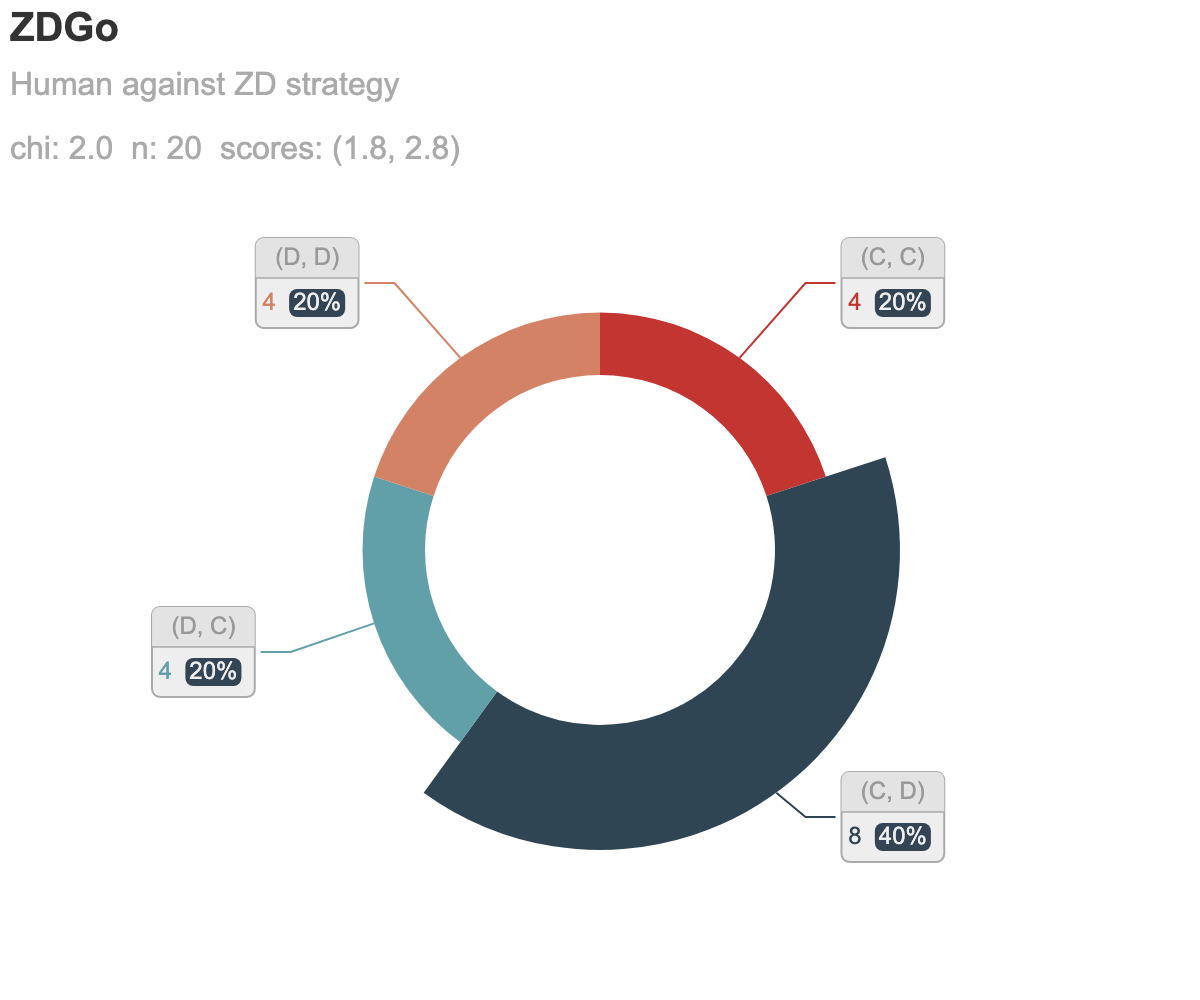 ZDGo
Human against ZD strategy
chi: 2.0  n: 20  scores: (1.8, 2.8)
(D, D)
4 20%
(C, C)
4 20%
(D, C)
4 20%
(C, D)
8 40%